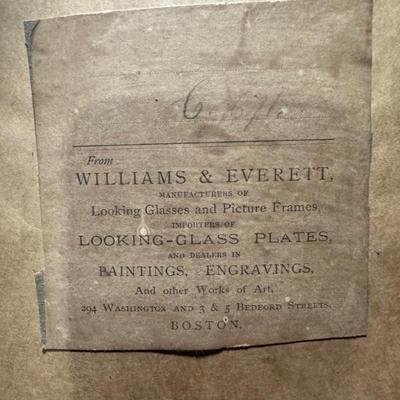 From
WILLIAMS & EVERETT,
MANUFACTURERS OF
Looking Glasses and Picture Frames,
IMPORTERS OF
LOOKING-GLASS PLATES,
AND DEALERS IN
PAINTINGS, ENGRAVINGS,
And other Works of Art,
294 WASHINGTON AND 3 & 5 BEDFORD STREETS,
BOSTON.